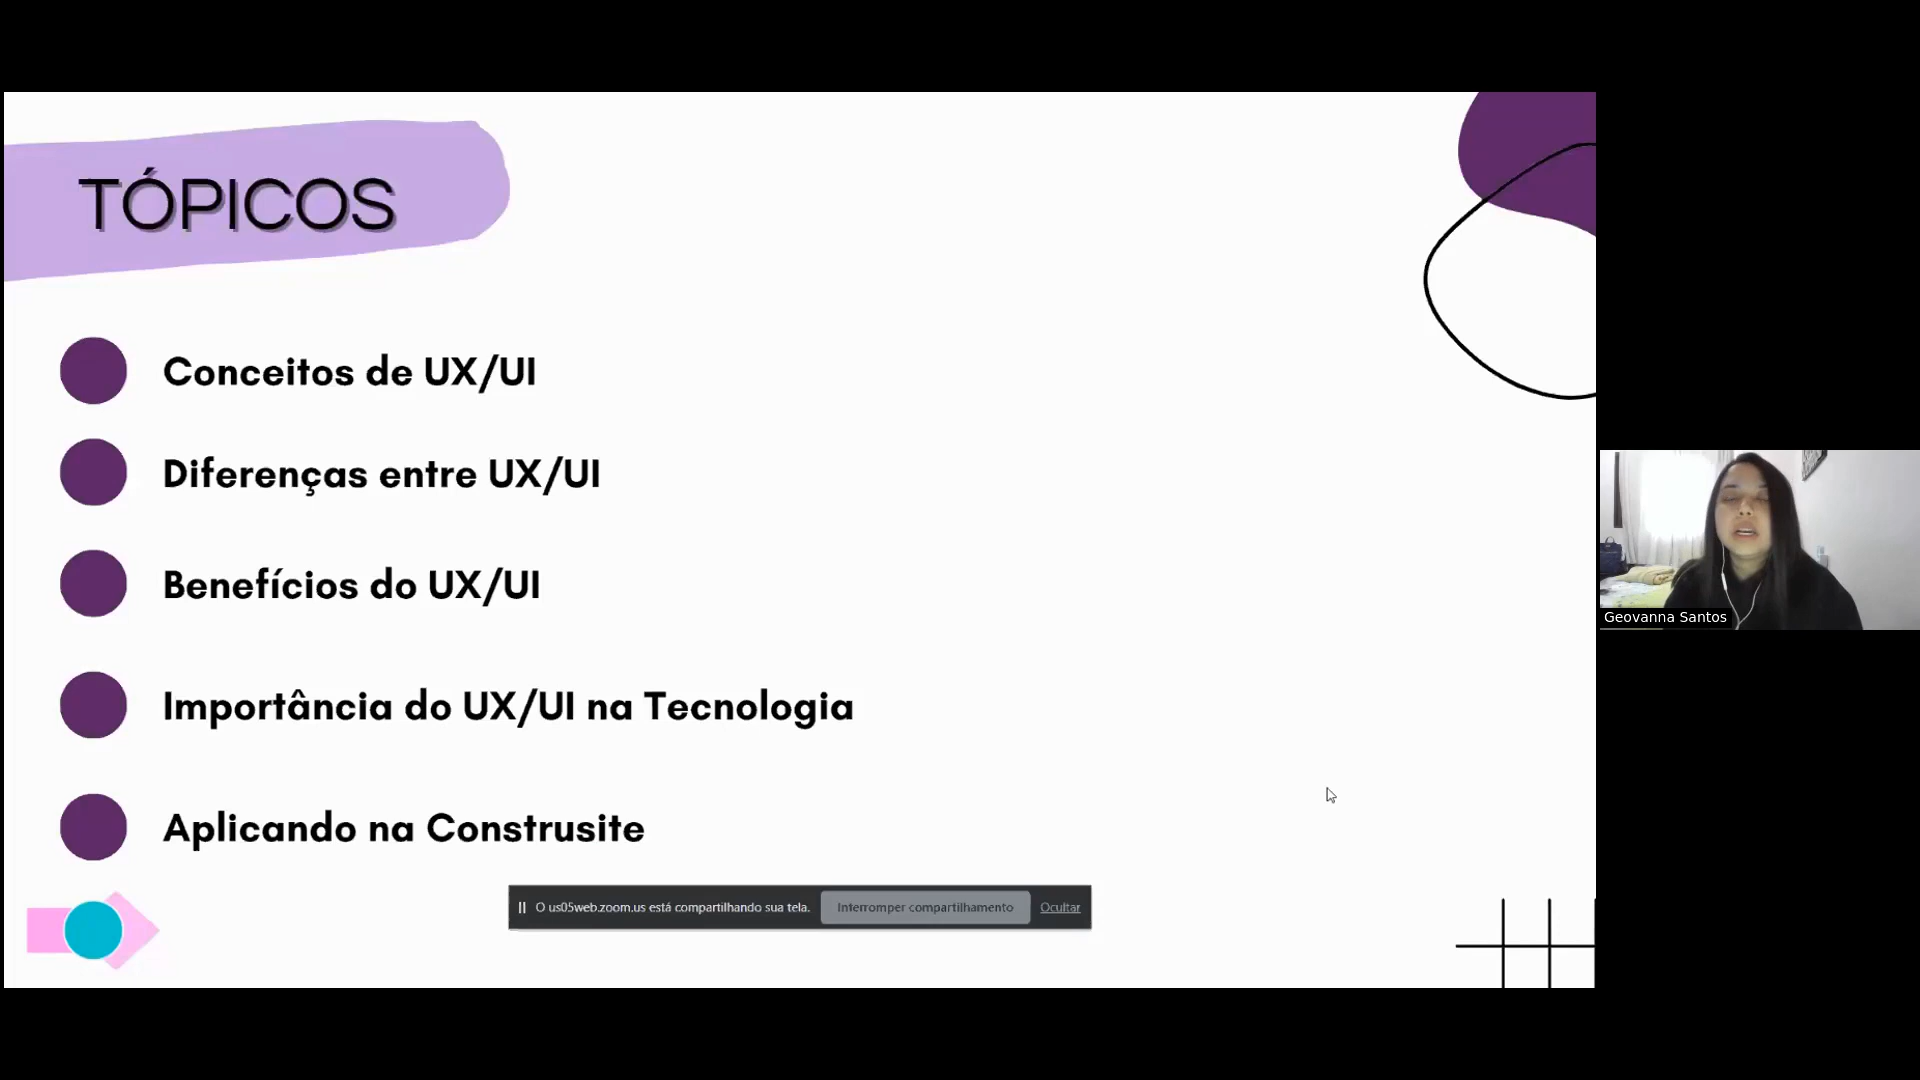 TÓPICOS
Conceitos de UX/UI
Diferenças entre UX/UI
Benefícios do UX/UI
Importância do UX/UI na Tecnologia
Aplicando na Construsite
O us05web.zoom.us está compartilhando sua tela. Interromper compartilhamento Ocultar
Geovanna Santos